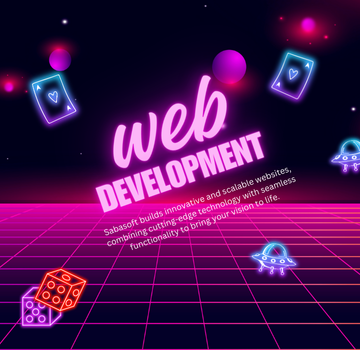 web
DEVELOPMENT
Sabasoft builds innovative and scalable websites,
combining cutting-edge technology with seamless
functionality to bring your vision to life.